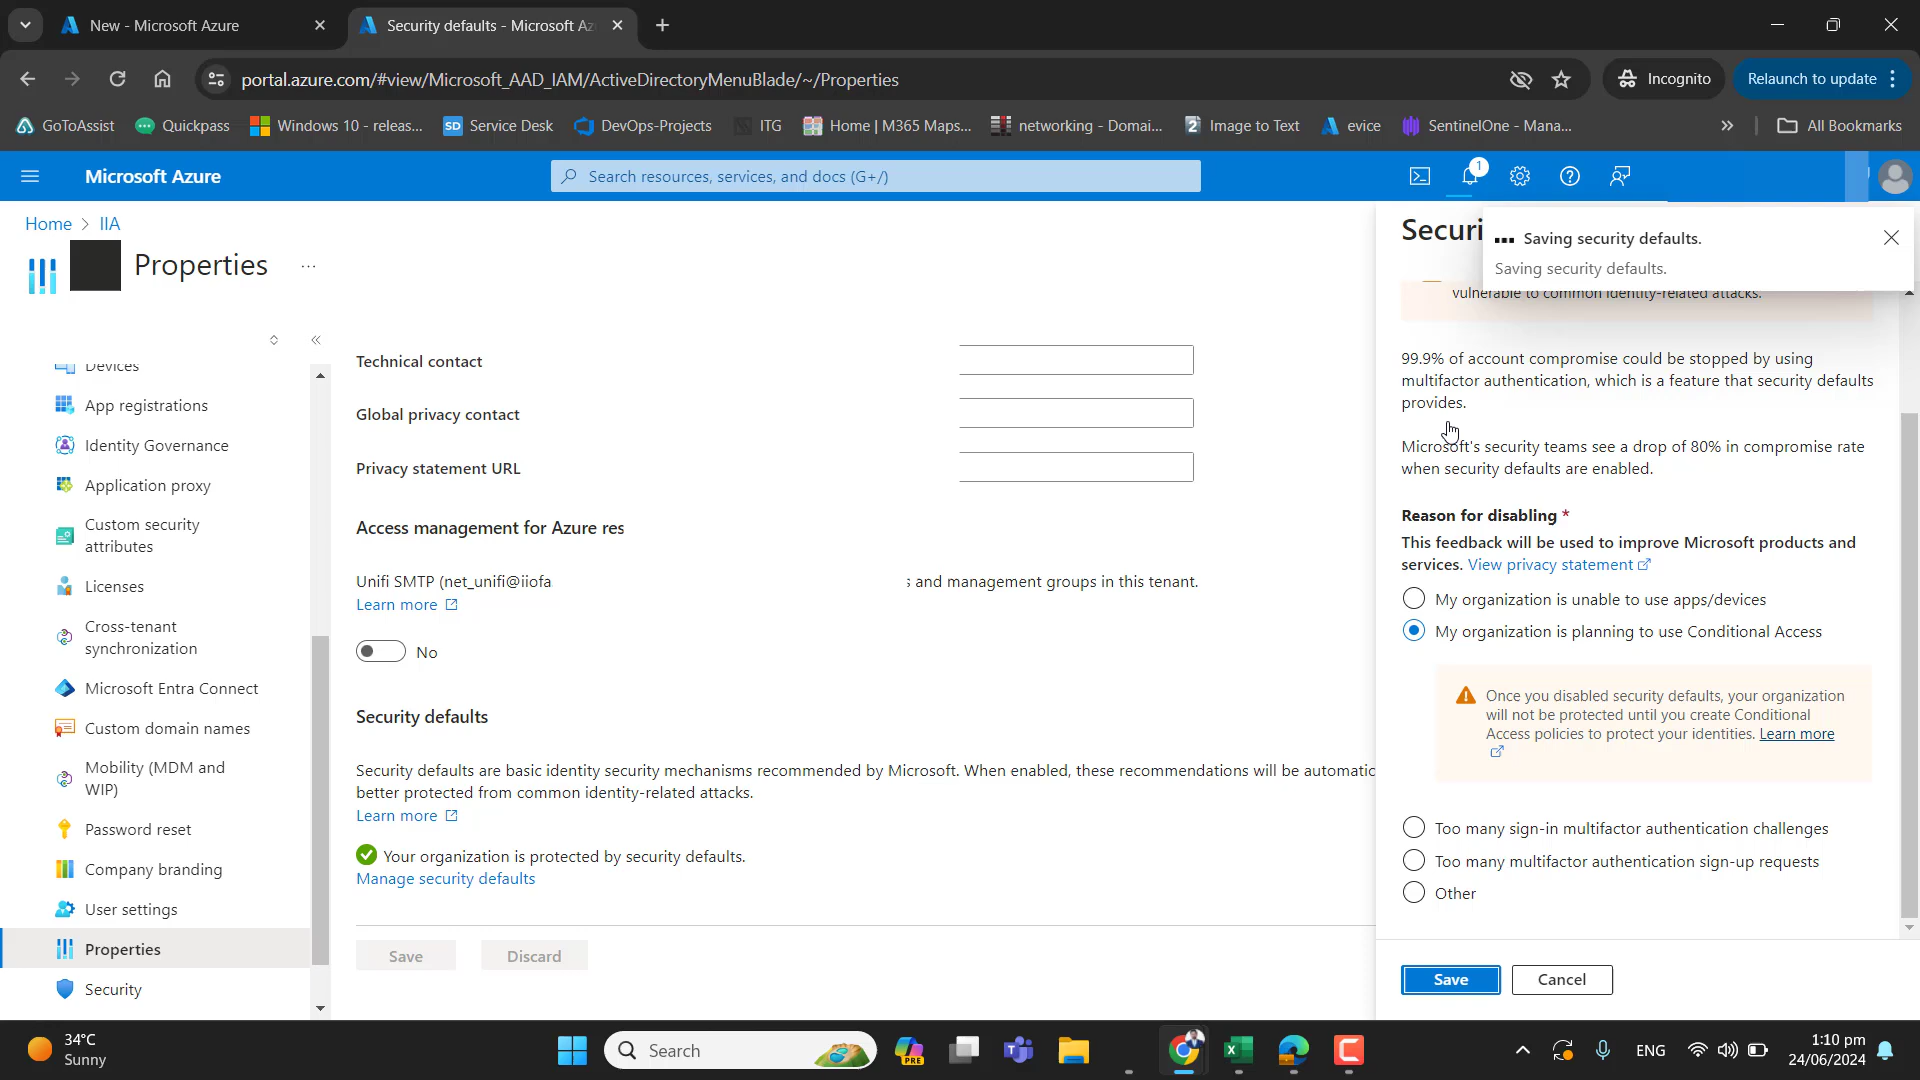 New - Microsoft Azure
Security defaults - Microsoft Az
portal.azure.com/#view/Microsoft_AAD_IAM/ActiveDirectoryMenuBlade/~/Properties
Incognito
Relaunch to update
GoToAssist
Quickpass
Windows 10 - releas...
SD Service Desk
DevOps-Projects
ITG
Home | M365 Maps...
networking - Domai...
Image to Text
evice
SentinelOne - Mana...
All Bookmarks
Microsoft Azure
Search resources, services, and docs (G+/)
1
Home > IIA
Properties
...
Devices
App registrations
Identity Governance
Application proxy
Custom security
attributes
Licenses
Cross-tenant
synchronization
Microsoft Entra Connect
Custom domain names
Mobility (MDM and
WIP)
Password reset
Company branding
User settings
Properties
Security
Technical contact
Global privacy contact
Privacy statement URL
Access management for Azure res
Unifi SMTP (net_unifi@iiofa
s and management groups in this tenant.
Learn more
No
Security defaults
Security defaults are basic identity security mechanisms recommended by Microsoft. When enabled, these recommendations will be automatic
better protected from common identity-related attacks.
Learn more
Your organization is protected by security defaults.
Manage security defaults
Save
Discard
Securi
Saving security defaults.
Saving security defaults.
vulnerable to common identity-related attacks.
99.9% of account compromise could be stopped by using
multifactor authentication, which is a feature that security defaults
provides.
Microsoft's security teams see a drop of 80% in compromise rate
when security defaults are enabled.
Reason for disabling *
This feedback will be used to improve Microsoft products and
services. View privacy statement
My organization is unable to use apps/devices
My organization is planning to use Conditional Access
Once you disabled security defaults, your organization
will not be protected until you create Conditional
Access policies to protect your identities. Learn more
Too many sign-in multifactor authentication challenges
Too many multifactor authentication sign-up requests
Other
Save
Cancel
34°C
Sunny
Search
PRE
ENG
1:10 pm
24/06/2024